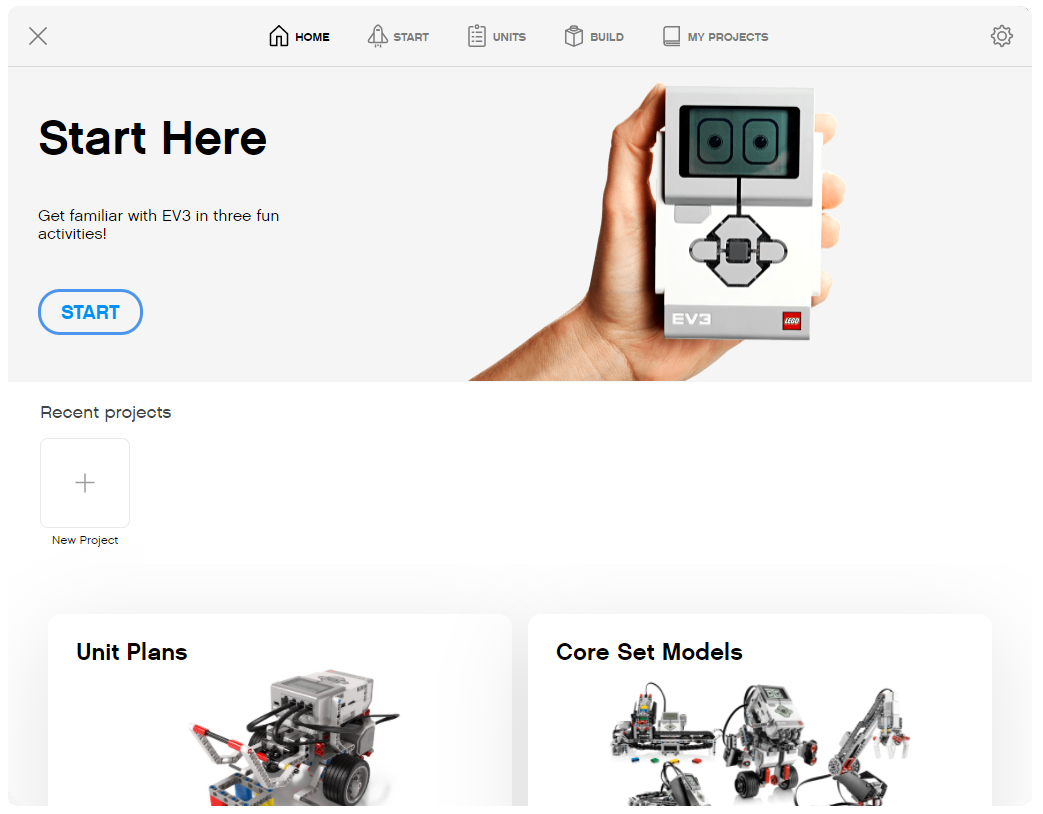 HOME
START
UNITS
BUILD
MY PROJECTS
Start Here
Get familiar with EV3 in three fun
activities!
START
EV3
LEGO
Recent projects
New Project
Unit Plans
Core Set Models